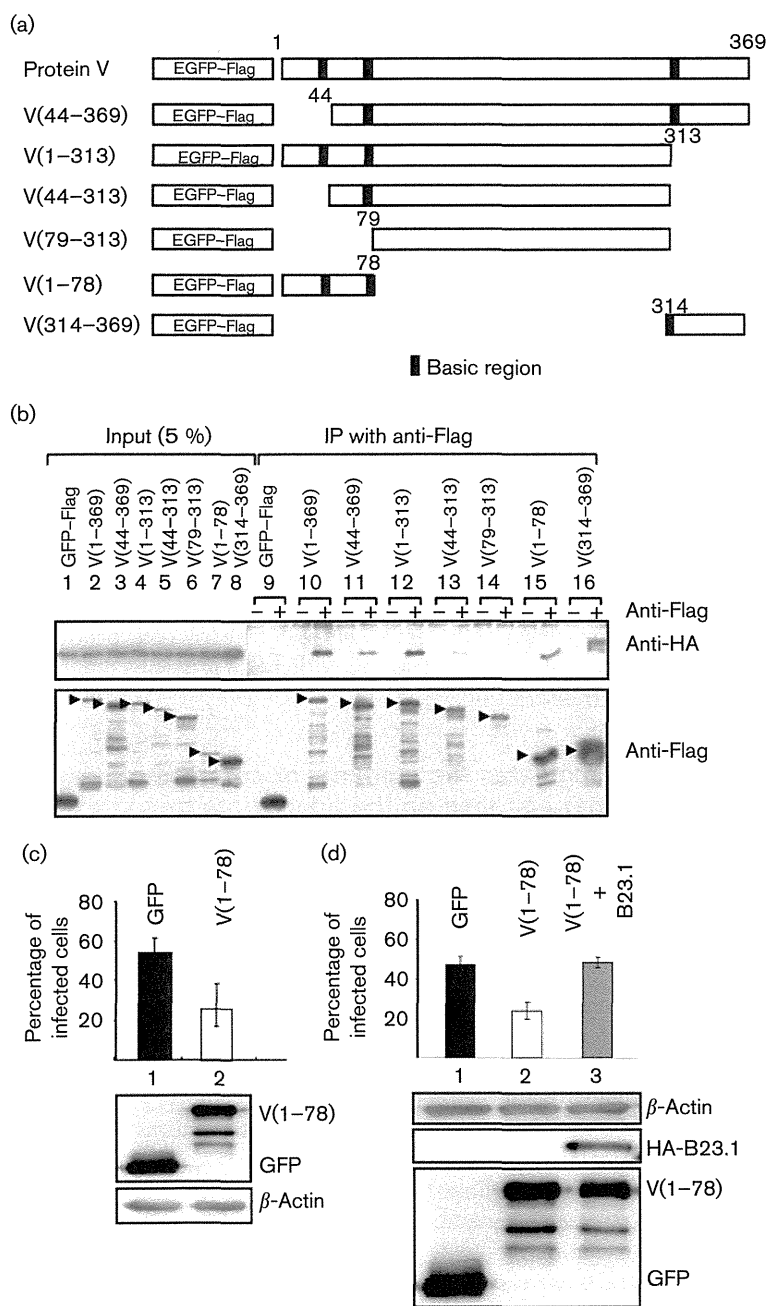 (a)
1 369
Protein V EGFP–Flag
44
V(44–369) EGFP–Flag
313
V(1–313) EGFP–Flag
V(44–313) EGFP–Flag
79
V(79–313) EGFP–Flag
78
V(1–78) EGFP–Flag
314
V(314–369) EGFP–Flag
Basic region
(b)
Input (5 %) IP with anti-Flag
GFP–Flag V(1–369) V(44–369) V(1–313) V(44–313) V(79–313) V(1–78) V(314–369) GFP–Flag V(1–369) V(44–369) V(1–313) V(44–313) V(79–313) V(1–78) V(314–369)
1 2 3 4 5 6 7 8 9 10 11 12 13 14 15 16
– + – + – + – + – + – + – + – + Anti-Flag
Anti-HA
Anti-Flag
(c)
Percentage of
infected cells
80
60
40
20
GFP V(1–78)
1 2
V(1–78)
GFP
β-Actin
(d)
Percentage of
infected cells
80
60
40
20
GFP V(1–78) V(1–78)
+
B23.1
1 2 3
β-Actin
HA-B23.1
V(1–78)
GFP